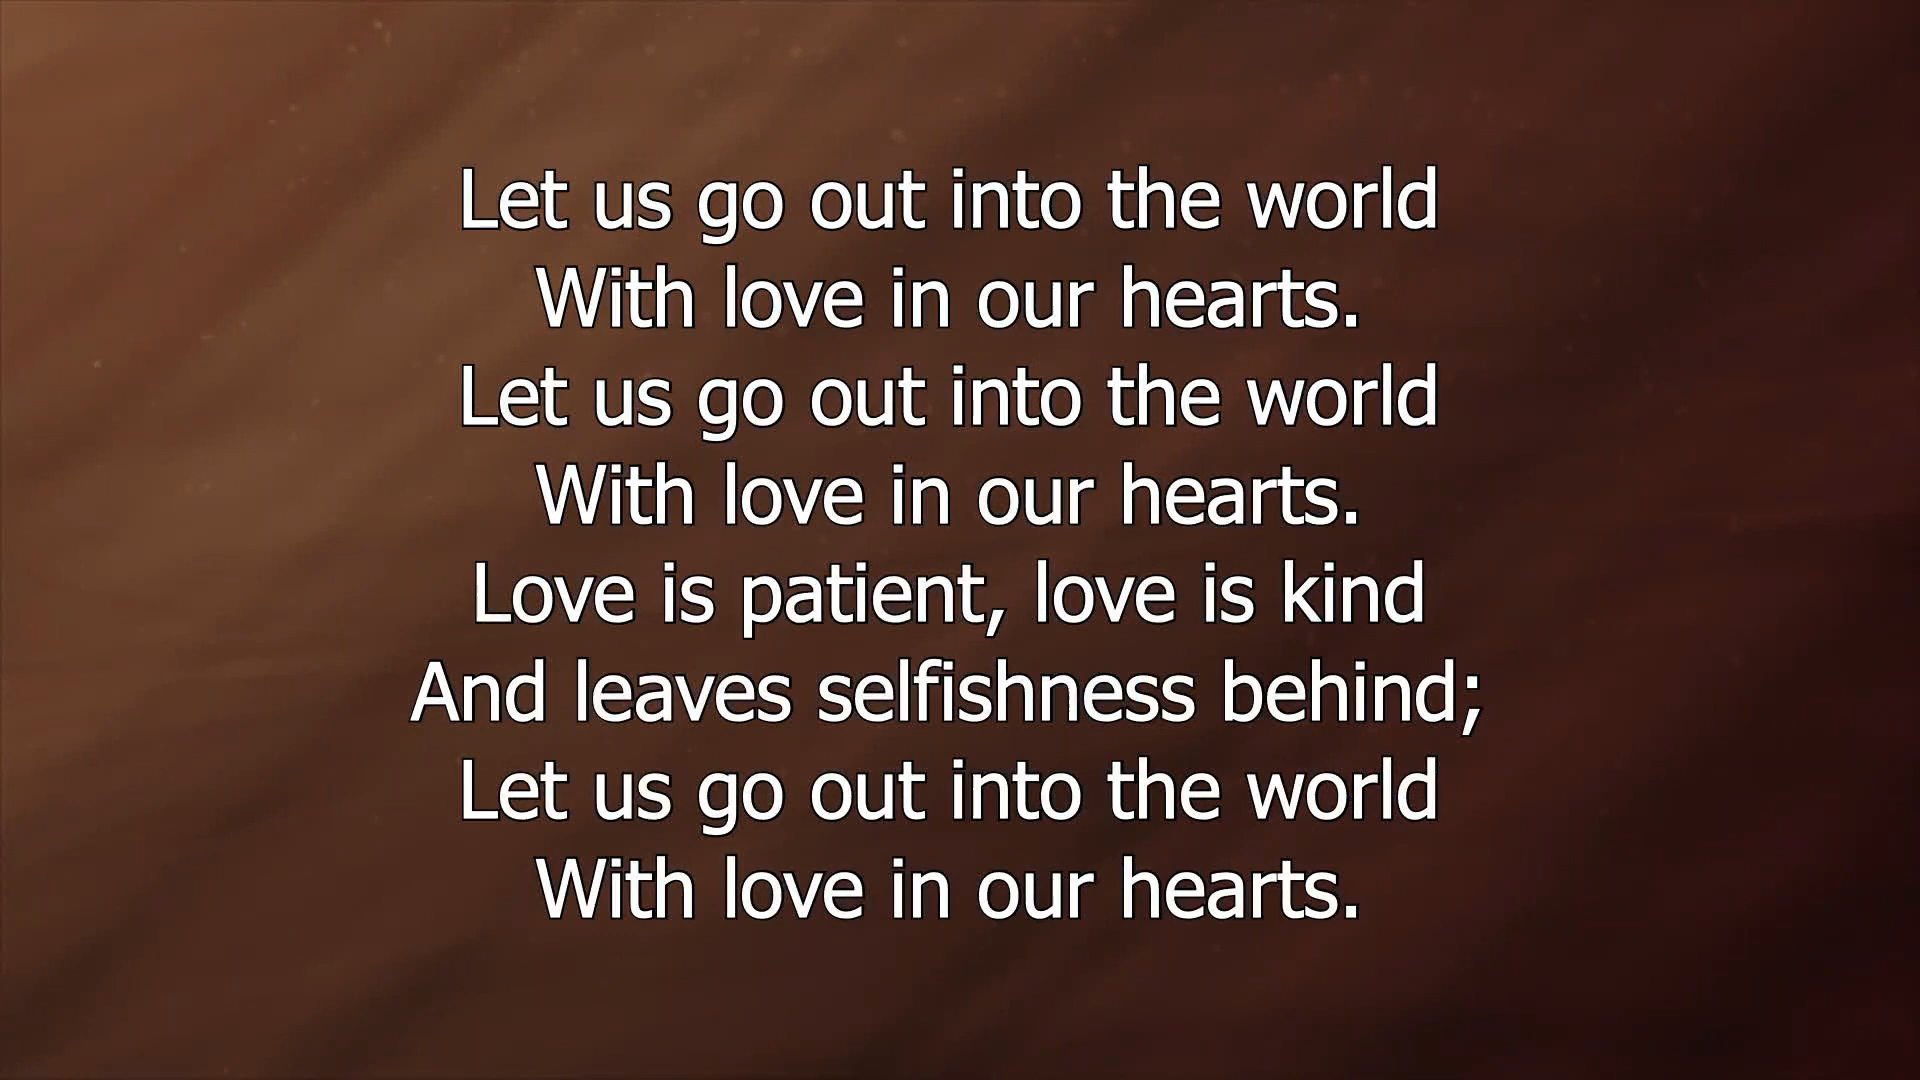 Let us go out into the world
With love in our hearts.
Let us go out into the world
With love in our hearts.
Love is patient, love is kind
And leaves selfishness behind;
Let us go out into the world
With love in our hearts.